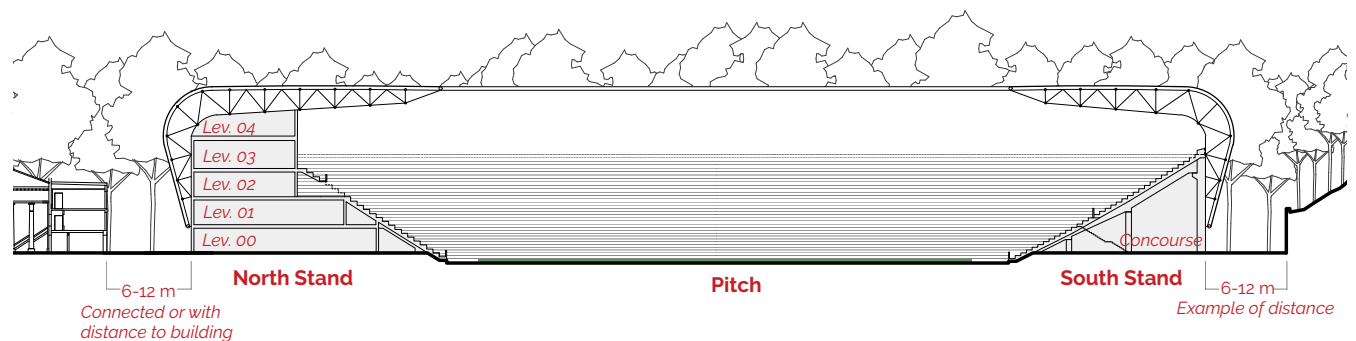 Lev. 04
Lev. 03
Lev. 02
Lev. 01
Lev. 00
Concourse
North Stand
Pitch
South Stand
6-12 m
Connected or with
distance to building
6-12 m
Example of distance